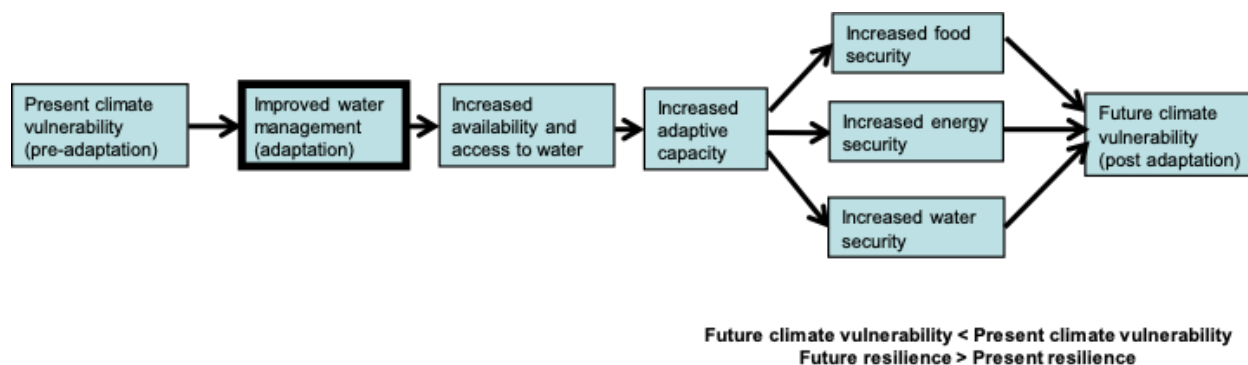 Present climate
vulnerability
(pre-adaptation)
Improved water
management
(adaptation)
Increased
availability and
access to water
Increased
adaptive
capacity
Increased food
security
Increased energy
security
Increased water
security
Future climate
vulnerability
(post adaptation)
Future climate vulnerability < Present climate vulnerability
Future resilience > Present resilience